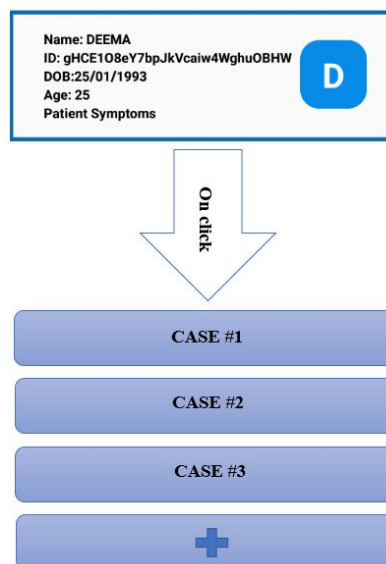 Name: DEEMA
ID: gHCE1O8eY7bpJkVcaiw4WghuOBHW
DOB:25/01/1993
Age: 25
Patient Symptoms
D
On click
CASE #1
CASE #2
CASE #3